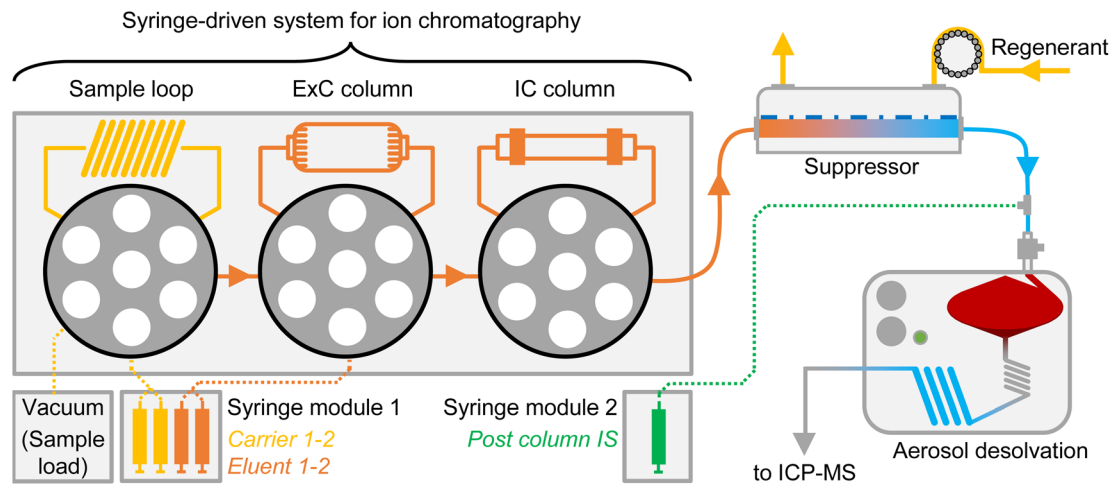 Syringe-driven system for ion chromatography
Regenerant
Sample loop
ExC column
IC column
Suppressor
Vacuum
(Sample
load)
Syringe module 1
Carrier 1-2
Eluent 1-2
Syringe module 2
Post column IS
Aerosol desolvation
to ICP-MS